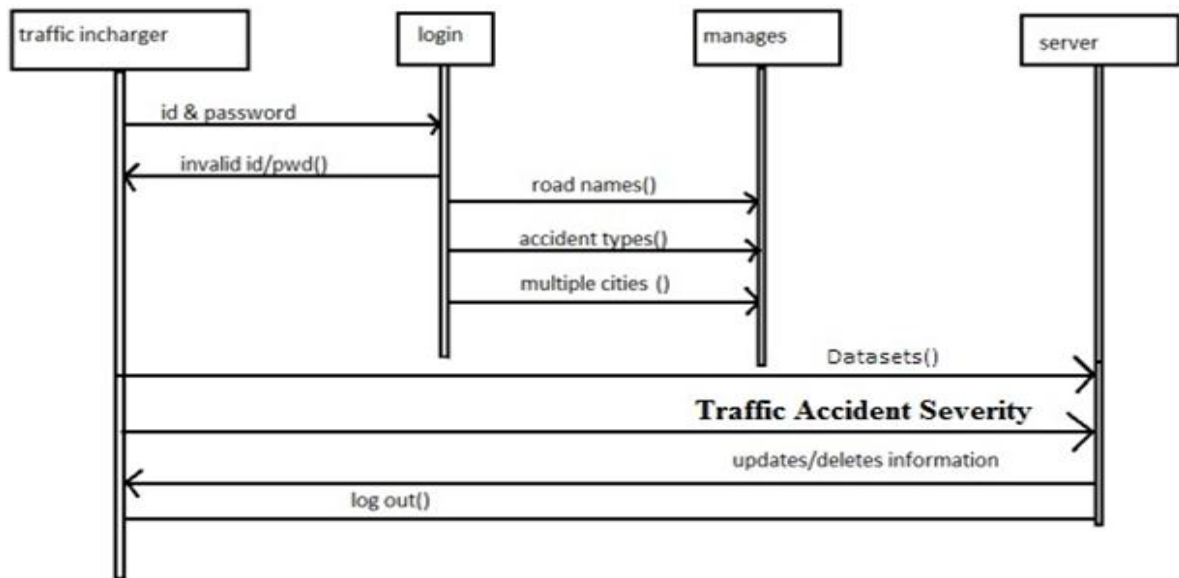 traffic incharger
login
manages
server
id & password
invalid id/pwd()
road names()
accident types()
multiple cities ()
Datasets()
Traffic Accident Severity
updates/deletes information
log out()